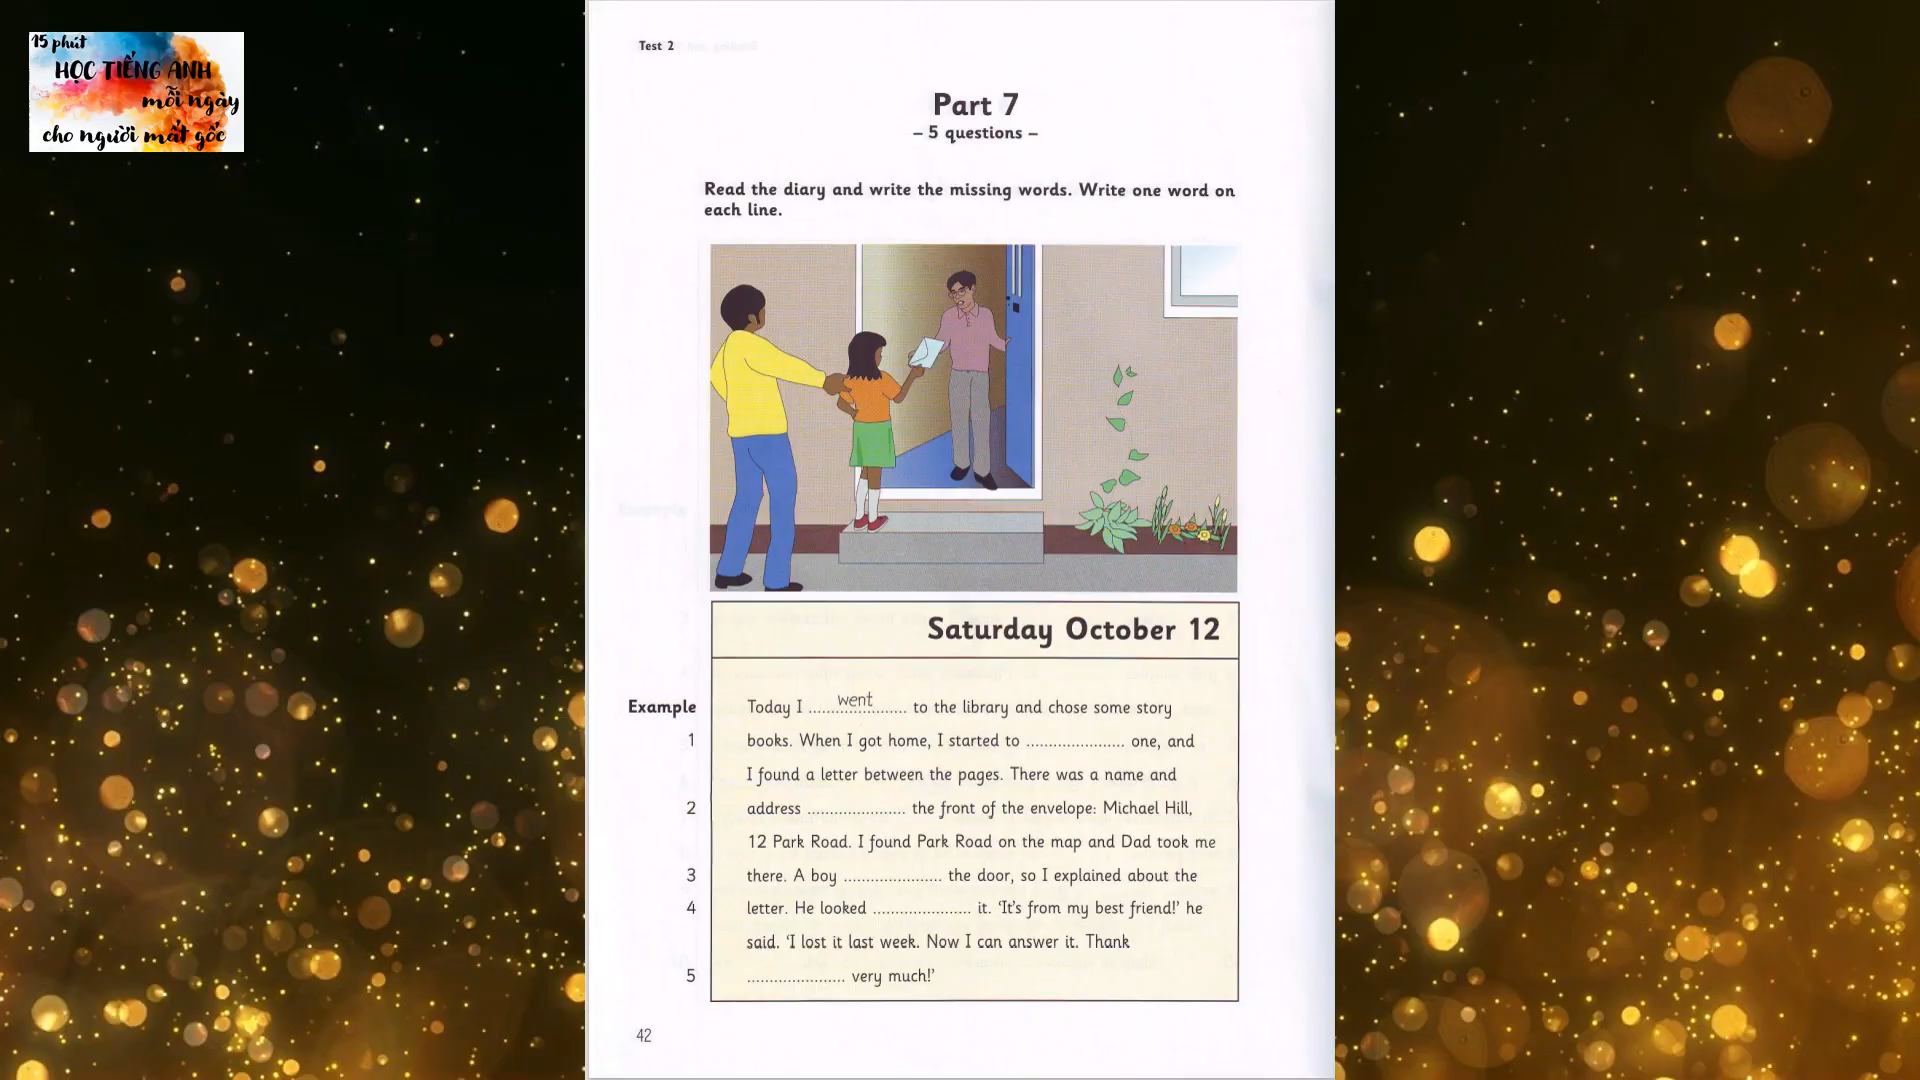 15 phút
HỌC TIẾNG ANH
mỗi ngày
cho người mất gốc
Test 2
Part 7
– 5 questions –
Read the diary and write the missing words. Write one word on
each line.
Saturday October 12
Example Today I ......went...... to the library and chose some story
1 books. When I got home, I started to ...................... one, and
I found a letter between the pages. There was a name and
2 address ...................... the front of the envelope: Michael Hill,
12 Park Road. I found Park Road on the map and Dad took me
3 there. A boy ...................... the door, so I explained about the
4 letter. He looked ...................... it. ‘It’s from my best friend!’ he
said. ‘I lost it last week. Now I can answer it. Thank
5 ...................... very much!’
42